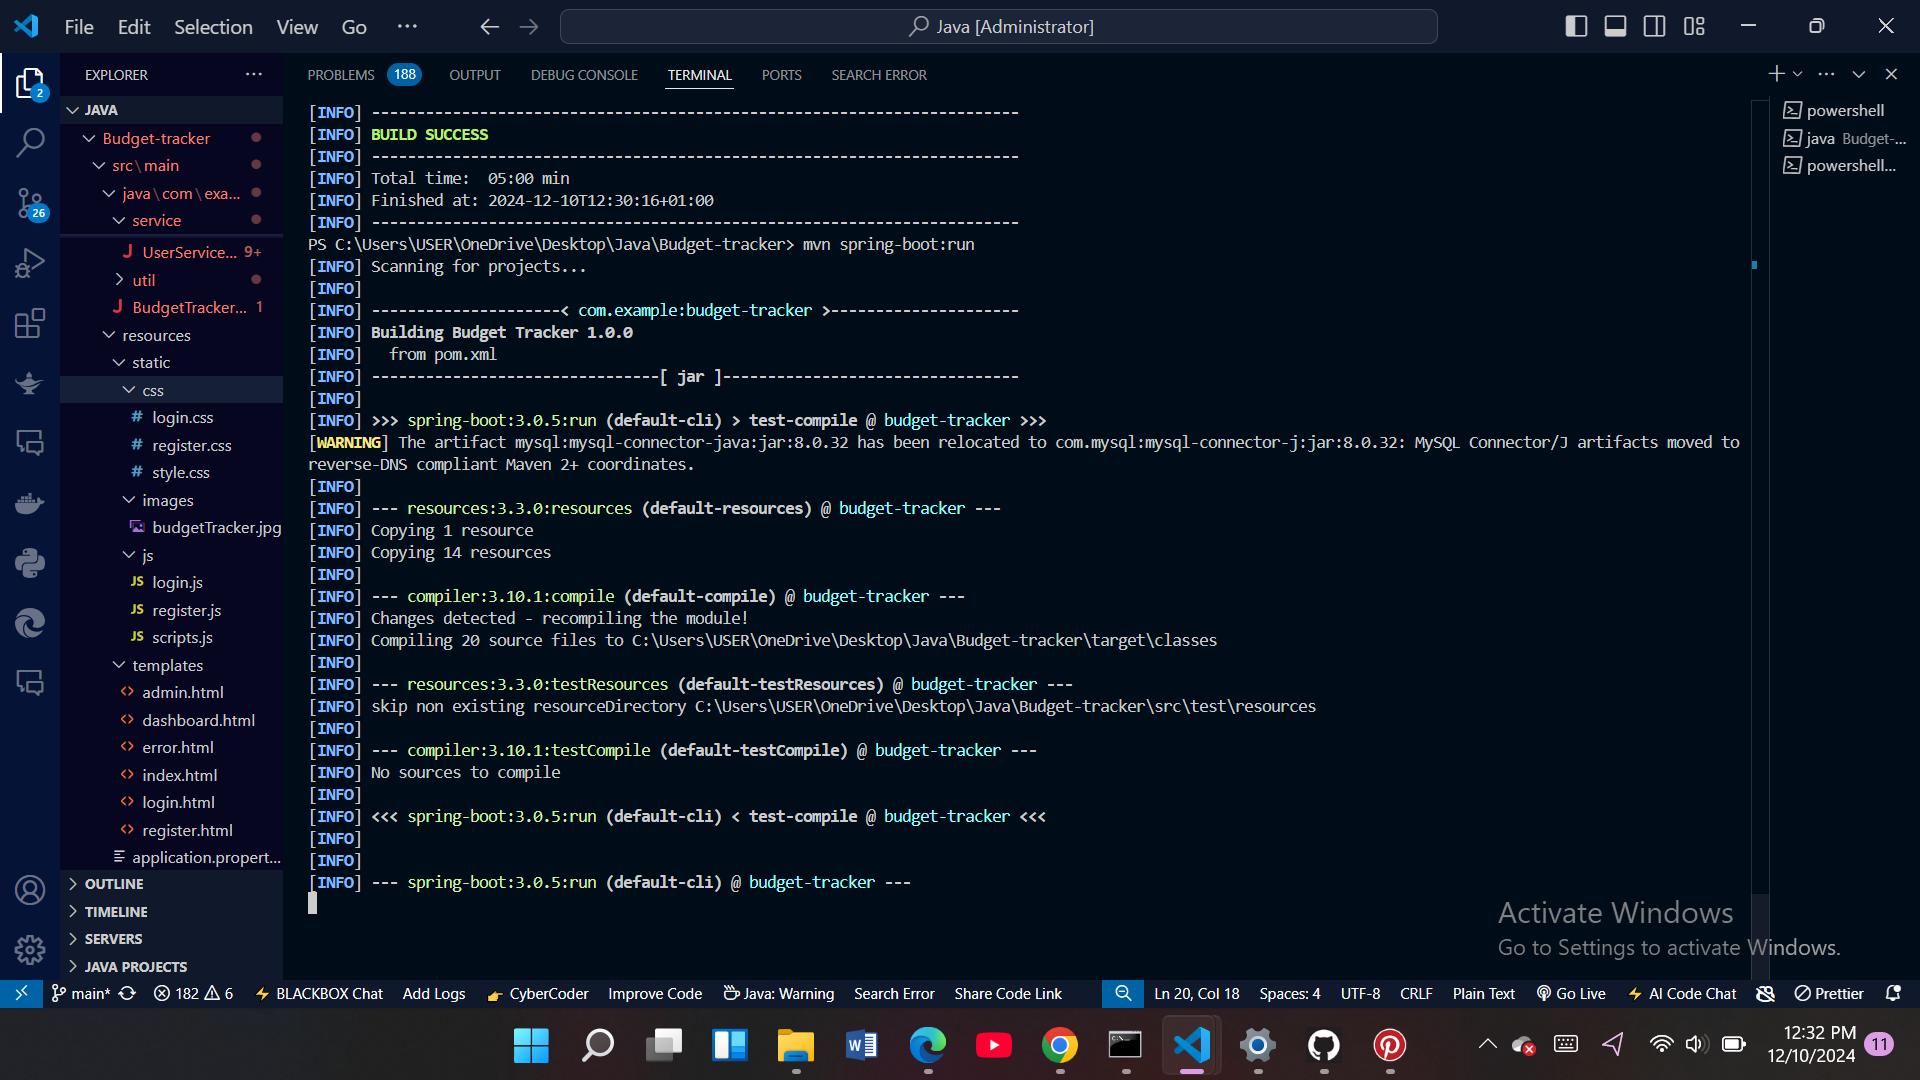 File Edit Selection View Go ···
Java [Administrator]
EXPLORER ···
JAVA
Budget-tracker
src\main
java\com\exa...
service
UserService... 9+
util
BudgetTracker... 1
resources
static
css
login.css
register.css
style.css
images
budgetTracker.jpg
js
JS login.js
JS register.js
JS scripts.js
templates
admin.html
dashboard.html
error.html
index.html
login.html
register.html
application.propert...
OUTLINE
TIMELINE
SERVERS
JAVA PROJECTS
2
26
PROBLEMS 188 OUTPUT DEBUG CONSOLE TERMINAL PORTS SEARCH ERROR
[INFO] ------------------------------------------------------------------------
[INFO] BUILD SUCCESS
[INFO] ------------------------------------------------------------------------
[INFO] Total time:  05:00 min
[INFO] Finished at: 2024-12-10T12:30:16+01:00
[INFO] ------------------------------------------------------------------------
PS C:\Users\USER\OneDrive\Desktop\Java\Budget-tracker> mvn spring-boot:run
[INFO] Scanning for projects...
[INFO]
[INFO] ---------------------< com.example:budget-tracker >---------------------
[INFO] Building Budget Tracker 1.0.0
[INFO]   from pom.xml
[INFO] --------------------------------[ jar ]---------------------------------
[INFO]
[INFO] >>> spring-boot:3.0.5:run (default-cli) > test-compile @ budget-tracker >>>
[WARNING] The artifact mysql:mysql-connector-java:jar:8.0.32 has been relocated to com.mysql:mysql-connector-j:jar:8.0.32: MySQL Connector/J artifacts moved to
reverse-DNS compliant Maven 2+ coordinates.
[INFO]
[INFO] --- resources:3.3.0:resources (default-resources) @ budget-tracker ---
[INFO] Copying 1 resource
[INFO] Copying 14 resources
[INFO]
[INFO] --- compiler:3.10.1:compile (default-compile) @ budget-tracker ---
[INFO] Changes detected - recompiling the module!
[INFO] Compiling 20 source files to C:\Users\USER\OneDrive\Desktop\Java\Budget-tracker\target\classes
[INFO]
[INFO] --- resources:3.3.0:testResources (default-testResources) @ budget-tracker ---
[INFO] skip non existing resourceDirectory C:\Users\USER\OneDrive\Desktop\Java\Budget-tracker\src\test\resources
[INFO]
[INFO] --- compiler:3.10.1:testCompile (default-testCompile) @ budget-tracker ---
[INFO] No sources to compile
[INFO]
[INFO] <<< spring-boot:3.0.5:run (default-cli) < test-compile @ budget-tracker <<<
[INFO]
[INFO]
[INFO] --- spring-boot:3.0.5:run (default-cli) @ budget-tracker ---
powershell
java Budget-...
powershell...
Activate Windows
Go to Settings to activate Windows.
main* 182 6 BLACKBOX Chat Add Logs CyberCoder Improve Code Java: Warning Search Error Share Code Link Ln 20, Col 18 Spaces: 4 UTF-8 CRLF Plain Text Go Live AI Code Chat Prettier
12:32 PM
12/10/2024 11